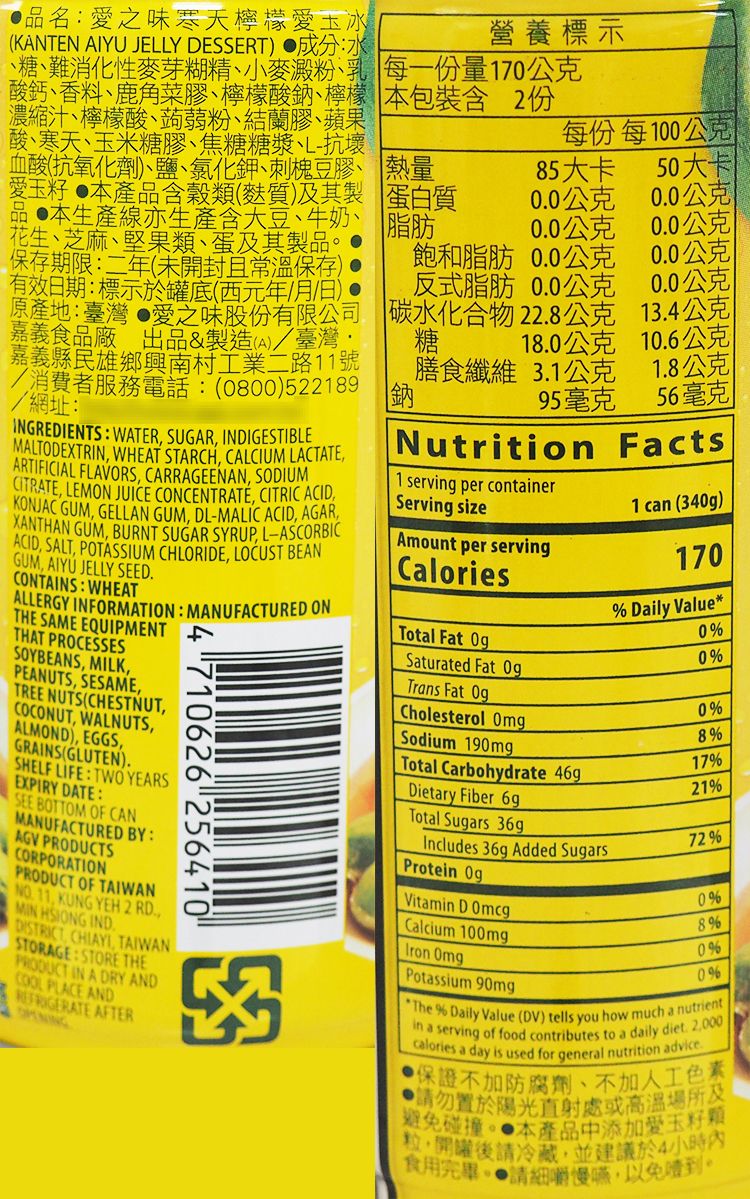 ●品名：愛之味寒天檸檬愛玉冰
(KANTEN AIYU JELLY DESSERT) ●成分:水
、糖、難消化性麥芽糊精、小麥澱粉、乳
酸鈣、香料、鹿角菜膠、檸檬酸鈉、檸檬
濃縮汁、檸檬酸、蒟蒻粉、結蘭膠、蘋果
酸、寒天、玉米糖膠、焦糖糖漿、L-抗壞
血酸(抗氧化劑)、鹽、氯化鉀、刺槐豆膠、
愛玉籽 ●本產品含穀類(麩質)及其製
品 ●本生產線亦生產含大豆、牛奶、
花生、芝麻、堅果類、蛋及其製品。●
保存期限：二年(未開封且常溫保存) ●
有效日期：標示於罐底(西元年/月/日) ●
原產地：臺灣 ●愛之味股份有限公司
嘉義食品廠 出品&製造(A)／臺灣．
嘉義縣民雄鄉興南村工業二路11號
／消費者服務電話：(0800)522189
／網址：
INGREDIENTS : WATER, SUGAR, INDIGESTIBLE
MALTODEXTRIN, WHEAT STARCH, CALCIUM LACTATE,
ARTIFICIAL FLAVORS, CARRAGEENAN, SODIUM
CITRATE, LEMON JUICE CONCENTRATE, CITRIC ACID,
KONJAC GUM, GELLAN GUM, DL-MALIC ACID, AGAR,
XANTHAN GUM, BURNT SUGAR SYRUP, L–ASCORBIC
ACID, SALT, POTASSIUM CHLORIDE, LOCUST BEAN
GUM, AIYU JELLY SEED.
CONTAINS : WHEAT
ALLERGY INFORMATION : MANUFACTURED ON
THE SAME EQUIPMENT
THAT PROCESSES
SOYBEANS, MILK,
PEANUTS, SESAME,
TREE NUTS(CHESTNUT,
COCONUT, WALNUTS,
ALMOND), EGGS,
GRAINS(GLUTEN).
SHELF LIFE : TWO YEARS
EXPIRY DATE :
SEE BOTTOM OF CAN
MANUFACTURED BY :
AGV PRODUCTS
CORPORATION
PRODUCT OF TAIWAN
NO. 11, KUNG YEH 2 RD.,
MIN HSIONG IND.
DISTRICT, CHIAYI, TAIWAN
STORAGE : STORE THE
PRODUCT IN A DRY AND
COOL PLACE AND
REFRIGERATE AFTER
OPENING
4 710626 256410
營養標示
每一份量170公克
本包裝含 2份
每份 每100公克
熱量 85大卡 50大卡
蛋白質 0.0公克 0.0公克
脂肪 0.0公克 0.0公克
飽和脂肪 0.0公克 0.0公克
反式脂肪 0.0公克 0.0公克
碳水化合物 22.8公克 13.4公克
糖 18.0公克 10.6公克
膳食纖維 3.1公克 1.8公克
鈉 95毫克 56毫克
Nutrition Facts
1 serving per container
Serving size 1 can (340g)
Amount per serving
Calories 170
% Daily Value*
Total Fat 0g 0%
Saturated Fat 0g 0%
Trans Fat 0g
Cholesterol 0mg 0%
Sodium 190mg 8%
Total Carbohydrate 46g 17%
Dietary Fiber 6g 21%
Total Sugars 36g
Includes 36g Added Sugars 72%
Protein 0g
Vitamin D 0mcg 0%
Calcium 100mg 8%
Iron 0mg 0%
Potassium 90mg 0%
*The % Daily Value (DV) tells you how much a nutrient
in a serving of food contributes to a daily diet. 2,000
calories a day is used for general nutrition advice.
●保證不加防腐劑、不加人工色素
●請勿置於陽光直射處或高溫場所及
避免碰撞。●本產品中添加愛玉籽顆
粒，開罐後請冷藏，並建議於4小時內
食用完畢。●請細嚼慢嚥，以免噎到。